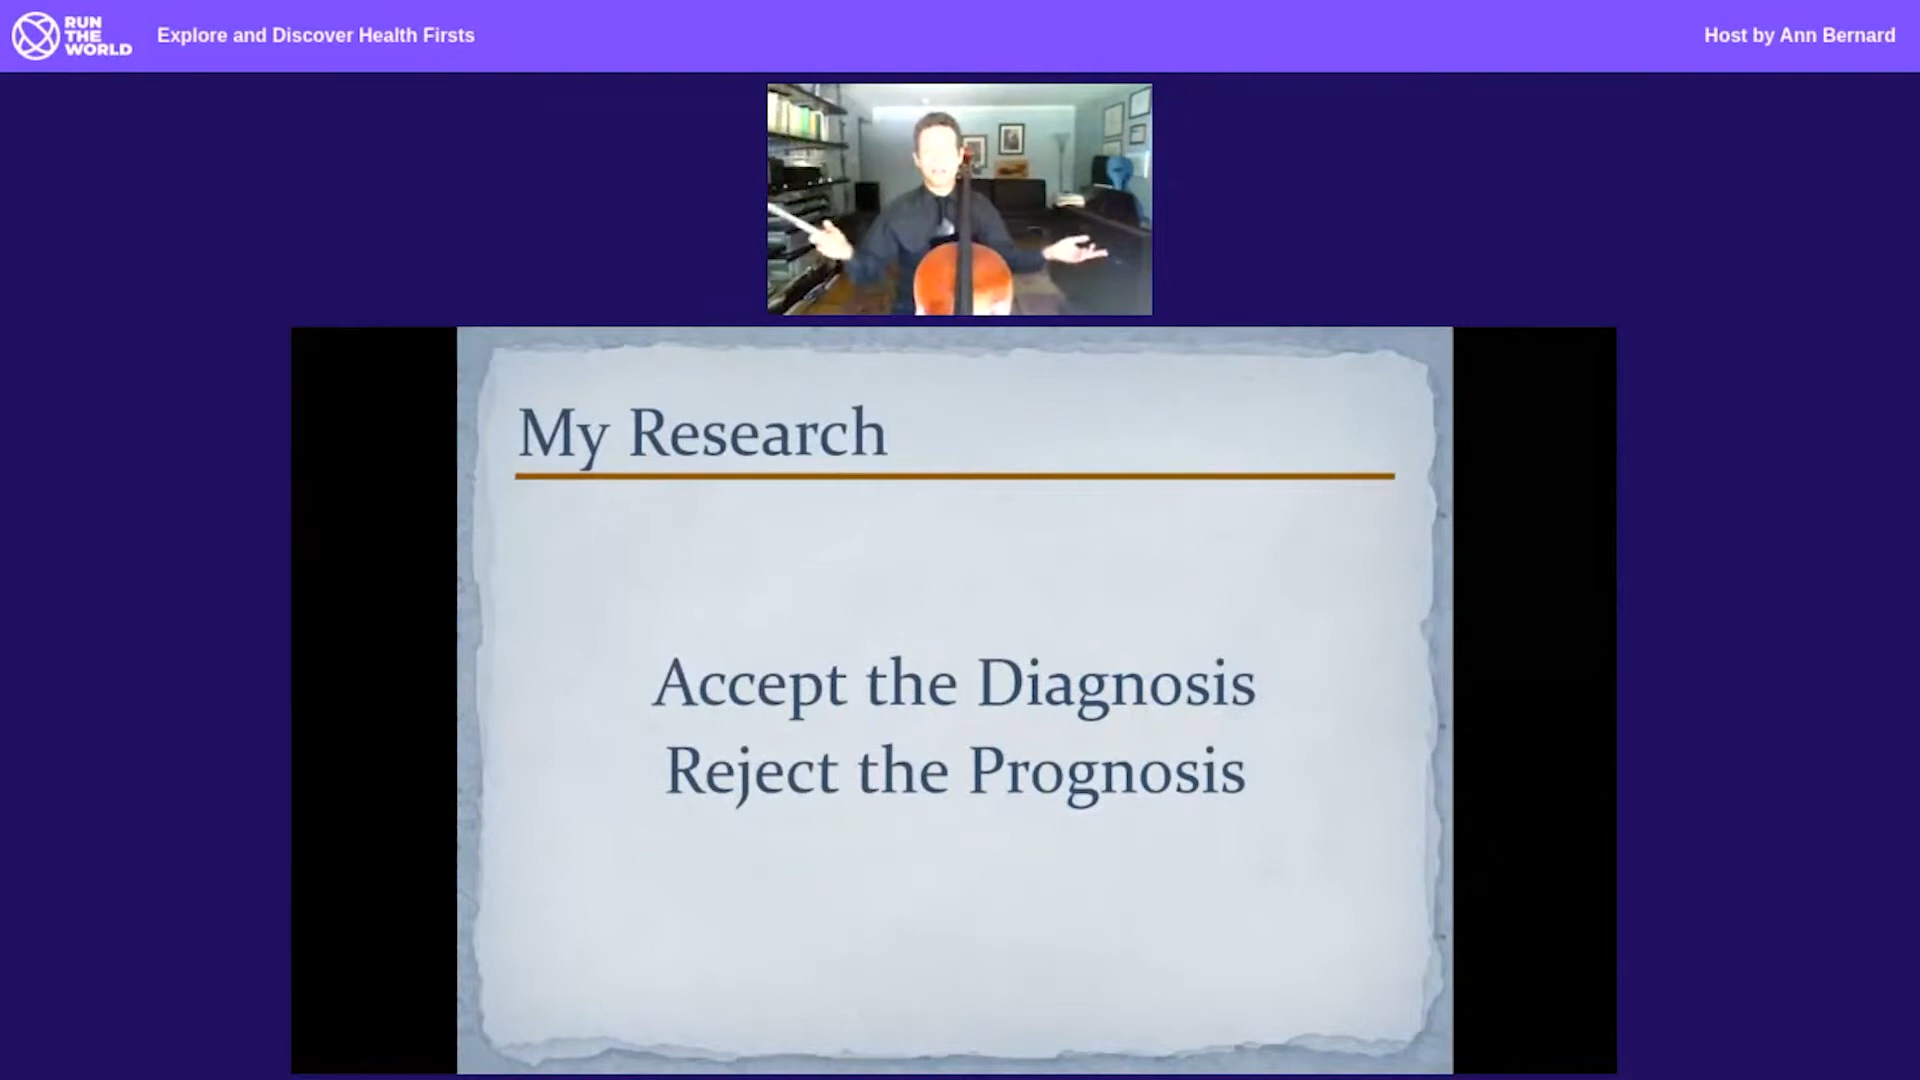 RUN
THE
WORLD
Explore and Discover Health Firsts
Host by Ann Bernard
My Research
Accept the Diagnosis
Reject the Prognosis